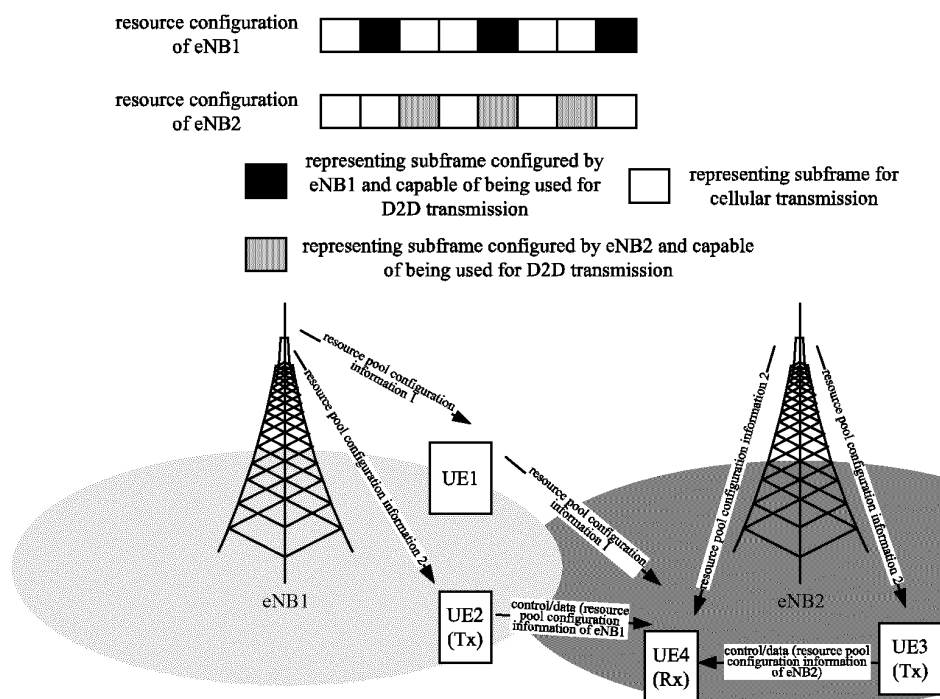 resource configuration
of eNB1
resource configuration
of eNB2
representing subframe configured by
eNB1 and capable of being used for
D2D transmission
representing subframe for
cellular transmission
representing subframe configured by eNB2 and capable
of being used for D2D transmission
resource pool configuration
information 1
resource pool configuration information 2
UE1
resource pool configuration
information 1
resource pool configuration information 2
resource pool configuration information 2
eNB1
eNB2
UE2
(Tx)
control/data (resource
pool configuration
information of eNB1
UE4
(Rx)
control/data (resource pool
configuration information
of eNB2)
UE3
(Tx)